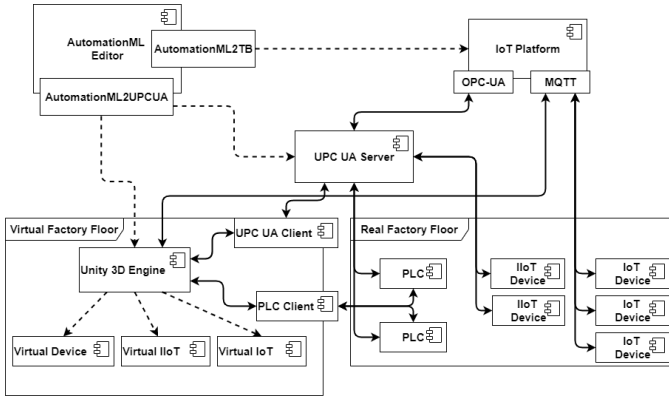 AutomationML
Editor
AutomationML2TB
IoT Platform
OPC-UA
MQTT
AutomationML2UPCUA
UPC UA Server
Virtual Factory Floor
UPC UA Client
Real Factory Floor
Unity 3D Engine
PLC
IIoT
Device
IoT
Device
PLC Client
IIoT
Device
IoT
Device
PLC
Virtual Device
Virtual IIoT
Virtual IoT
IoT
Device